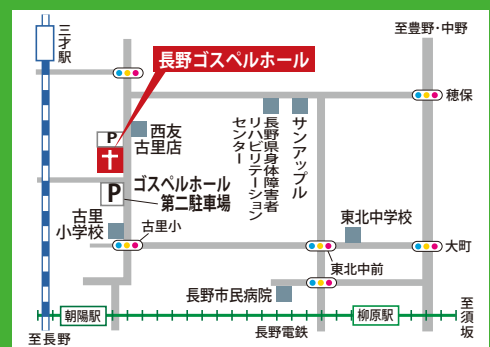 三才駅
至豊野・中野
長野ゴスペルホール
穂保
P
西友
古里店
長野県身体障害者
リハビリテーション
センター
サンアップル
P
ゴスペルホール
第二駐車場
古里
小学校
古里小
東北中学校
大町
東北中前
長野市民病院
朝陽駅
柳原駅
至須坂
至長野
長野電鉄